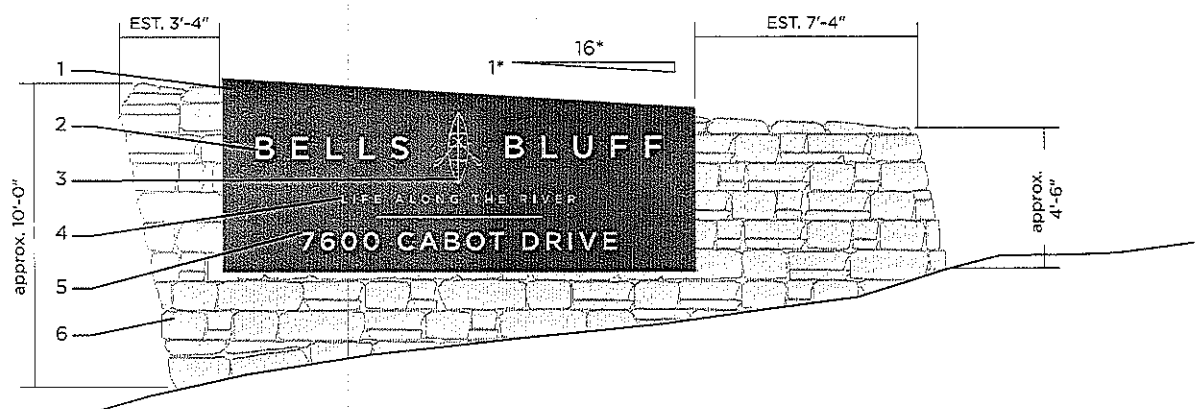 EST. 3'-4"
EST. 7'-4"
16"
1"
1
2
3
4
5
6
BELLS BLUFF
LIFE ALONG THE RIVER
7600 CABOT DRIVE
approx. 10'-0"
approx.
4'-6"